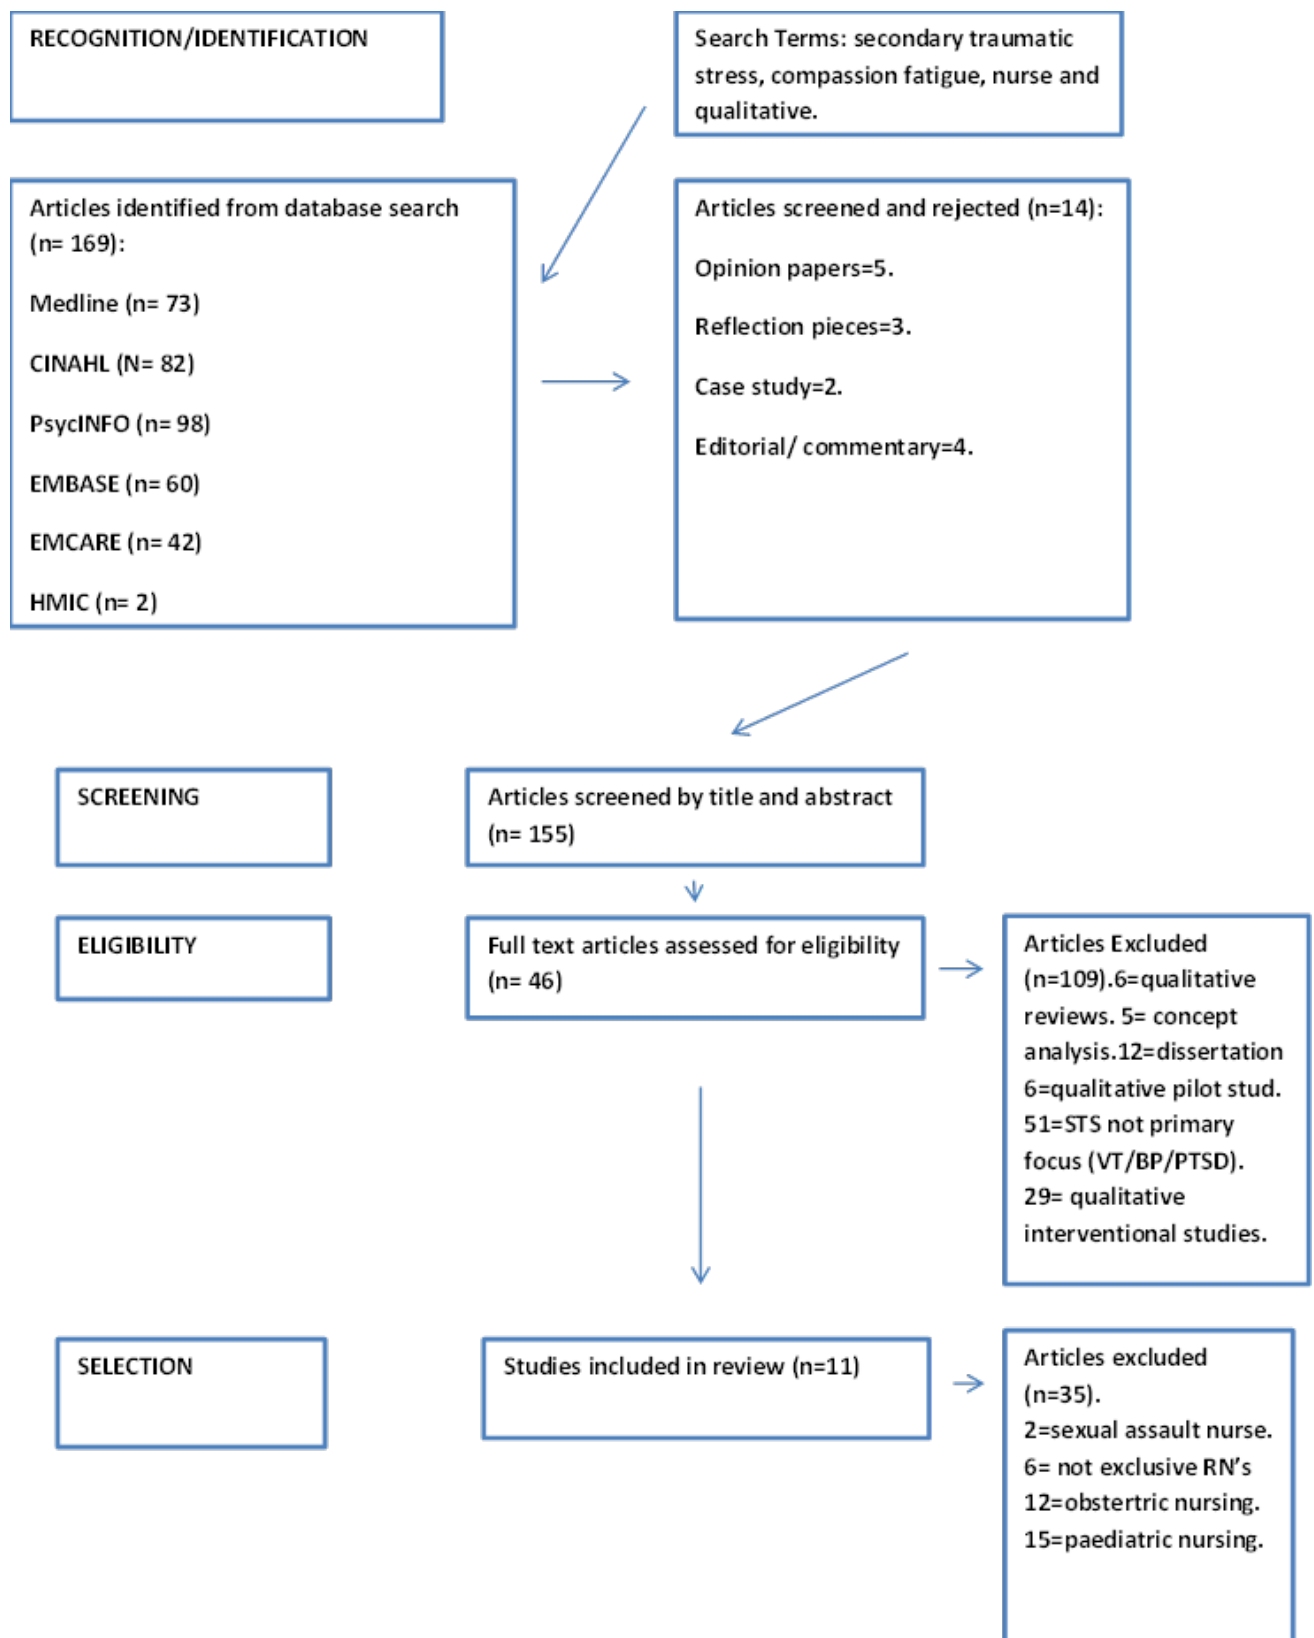 RECOGNITION/IDENTIFICATION
Search Terms: secondary traumatic
stress, compassion fatigue, nurse and
qualitative.
Articles identified from database search
(n= 169):
Medline (n= 73)
CINAHL (N= 82)
PsycINFO (n= 98)
EMBASE (n= 60)
EMCARE (n= 42)
HMIC (n= 2)
Articles screened and rejected (n=14):
Opinion papers=5.
Reflection pieces=3.
Case study=2.
Editorial/ commentary=4.
SCREENING
Articles screened by title and abstract
(n= 155)
ELIGIBILITY
Full text articles assessed for eligibility
(n= 46)
Articles Excluded
(n=109).6=qualitative
reviews. 5= concept
analysis.12=dissertation
6=qualitative pilot stud.
51=STS not primary
focus (VT/BP/PTSD).
29= qualitative
interventional studies.
SELECTION
Studies included in review (n=11)
Articles excluded
(n=35).
2=sexual assault nurse.
6= not exclusive RN's
12=obstertric nursing.
15=paediatric nursing.